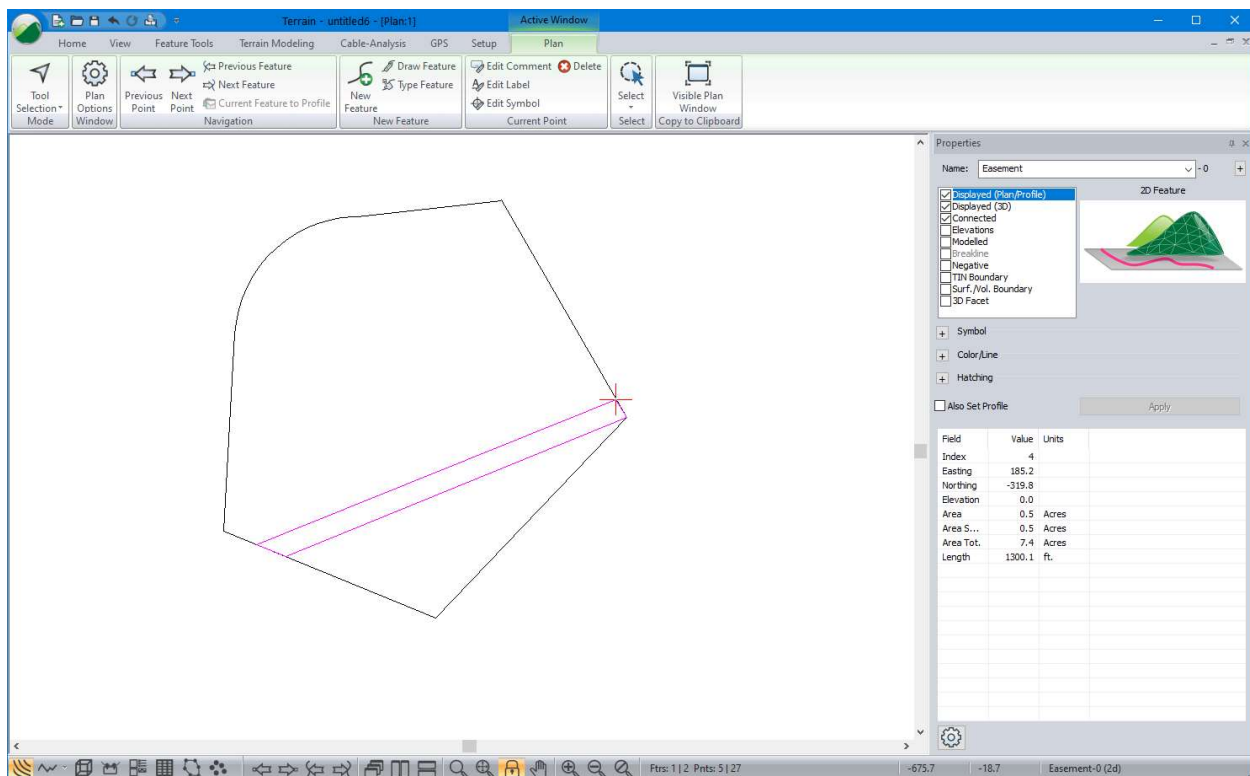 Terrain - untitled6 - [Plan:1] Active Window
Home View Feature Tools Terrain Modeling Cable-Analysis GPS Setup Plan
Tool Selection
Mode
Plan Options
Window
Previous Point
Next Point
Previous Feature
Next Feature
Current Feature to Profile
Navigation
New Feature
Draw Feature
Type Feature
New Feature
Edit Comment Delete
Edit Label
Edit Symbol
Current Point
Select
Select
Visible Plan Window
Copy to Clipboard
Properties
Name: Easement - 0 +
Displayed (Plan/Profile)
Displayed (3D)
Connected
Elevations
Modelled
Breakline
Negative
TIN Boundary
Surf./Vol. Boundary
3D Facet
2D Feature
+ Symbol
+ Color/Line
+ Hatching
Also Set Profile Apply
Field Value Units
Index 4
Easting 185.2
Northing -319.8
Elevation 0.0
Area 0.5 Acres
Area S... 0.5 Acres
Area Tot. 7.4 Acres
Length 1300.1 ft.
Ftrs: 1|2 Pnts: 5|27 -675.7 -18.7 Easement-0 (2d)